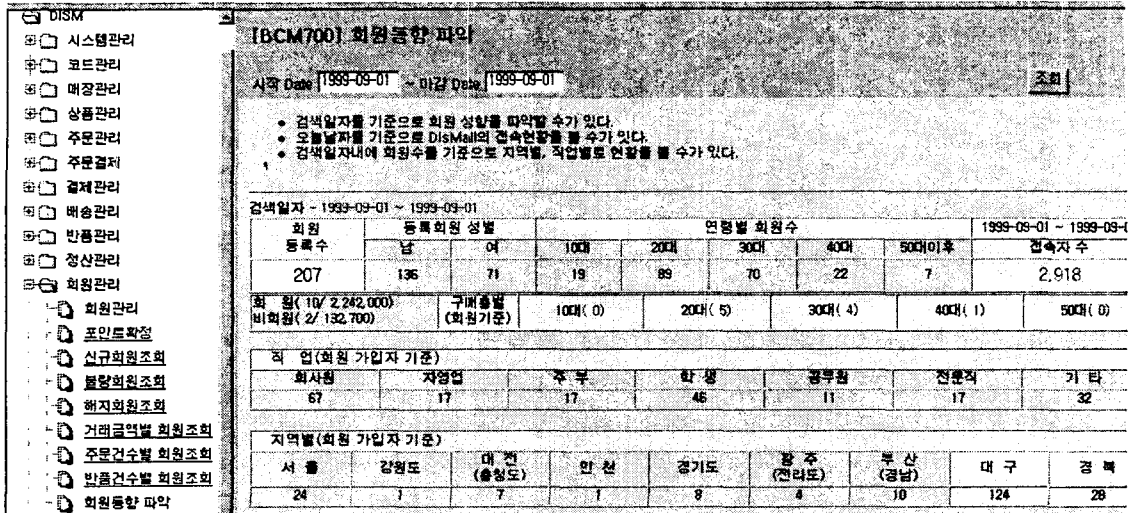 DISM
시스템관리
코드관리
매장관리
상품관리
주문관리
주문결제
결제관리
배송관리
반품관리
정산관리
회원관리
회원관리
포인트확정
신규회원조회
불량회원조회
해지회원조회
거래금액별 회원조회
주문건수별 회원조회
반품건수별 회원조회
회원동향 파악
[BCM700] 회원동향 파악
시작 Date 1999-09-01 ~ 마감 Date 1999-09-01 조회
• 검색일자를 기준으로 회원 성향를 파악할 수가 있다.
• 오늘날짜를 기준으로 DisMall의 접속현황를 볼 수가 잇다.
• 검색일자내에 회원수를 기준으로 지역별, 직업별로 현황를 볼 수가 있다.
검색일자 - 1999-09-01 ~ 1999-09-01
회원 등록수 등록회원 성별 연령별 회원수 1999-09-01 ~ 1999-09-0
남 여 10대 20대 30대 40대 50대이후 접속자 수
207 136 71 19 89 70 22 7 2,918
회 원( 10/ 2,242,000) 구매층별 10대( 0) 20대( 5) 30대( 4) 40대( 1) 50대( 0)
비회원( 2/ 132,700) (회원기준)
직 업(회원 가입자 기준)
회사원 자영업 주 부 학 생 공무원 전문직 기 타
67 17 17 46 11 17 32
지역별(회원 가입자 기준)
서 울 강원도 대 전 (충청도) 인 천 경기도 광 주 (전라도) 부 산 (경남) 대 구 경 북
24 1 7 1 8 4 10 124 28